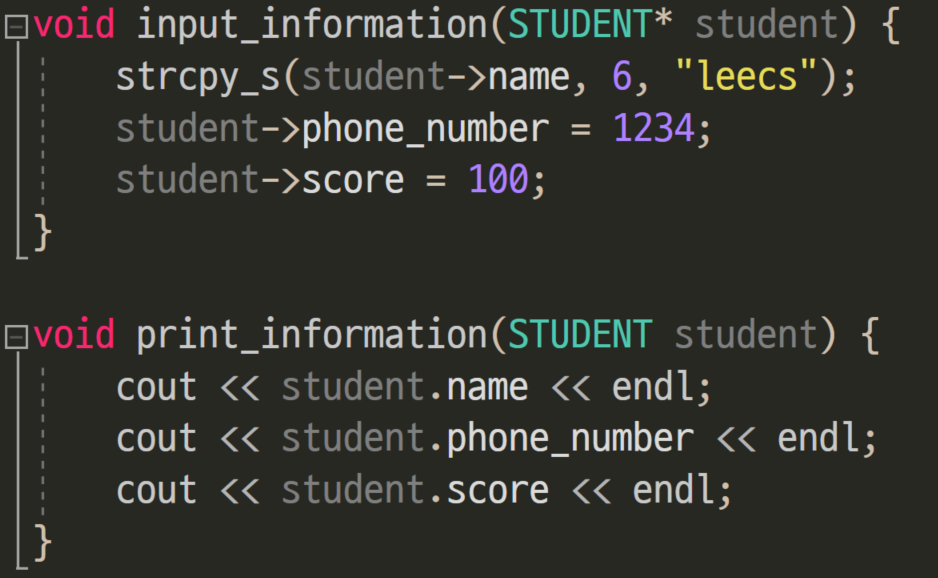 void input_information(STUDENT* student) {
    strcpy_s(student->name, 6, "leecs");
    student->phone_number = 1234;
    student->score = 100;
}

void print_information(STUDENT student) {
    cout << student.name << endl;
    cout << student.phone_number << endl;
    cout << student.score << endl;
}